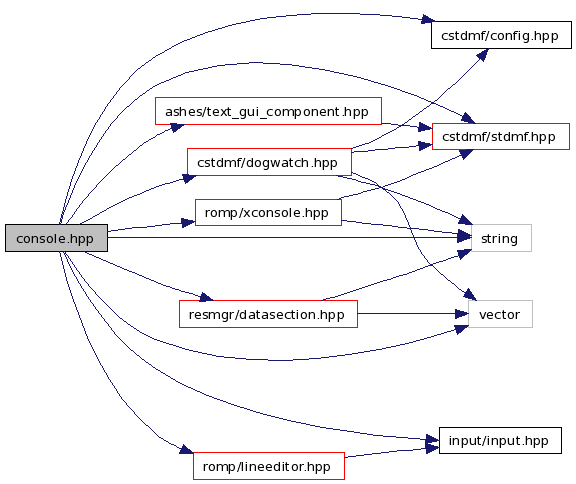 cstdmf/config.hpp
ashes/text_gui_component.hpp
cstdmf/stdmf.hpp
cstdmf/dogwatch.hpp
romp/xconsole.hpp
console.hpp
string
resmgr/datasection.hpp
vector
input/input.hpp
romp/lineeditor.hpp